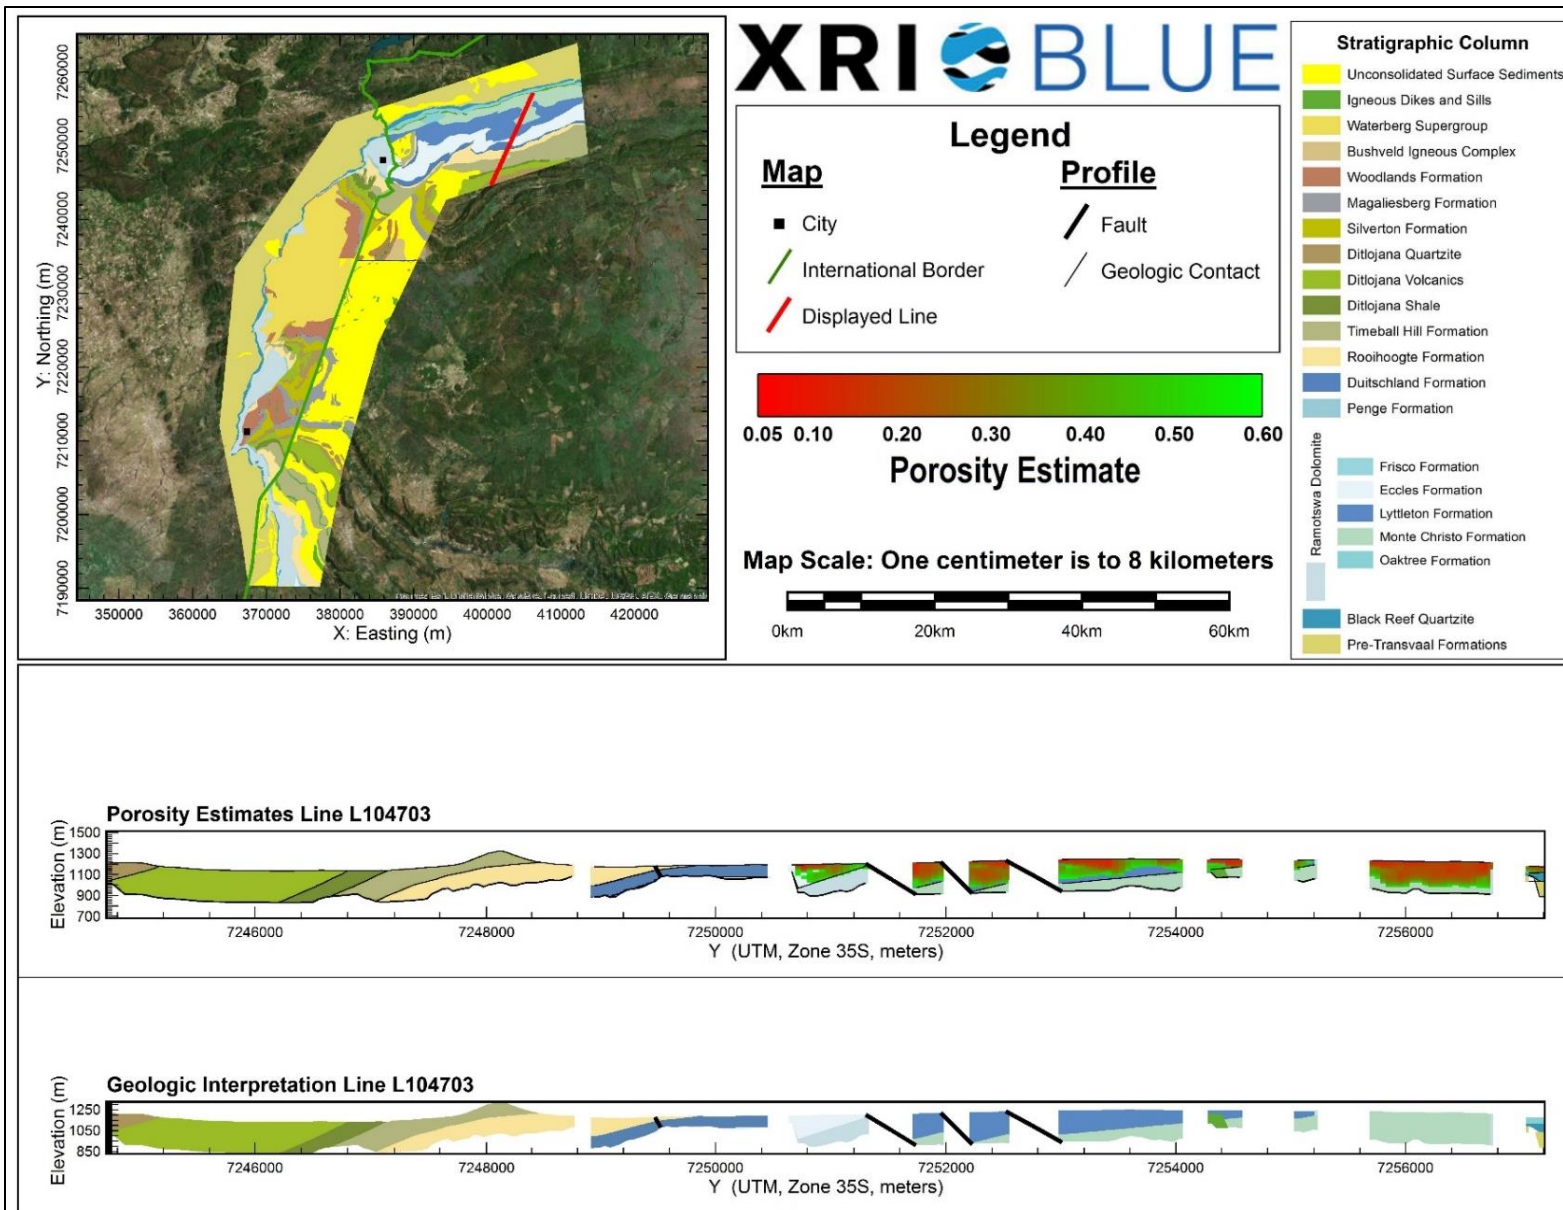 7190000 7200000 7210000 7220000 7230000 7240000 7250000 7260000
Y: Northing (m)
350000 360000 370000 380000 390000 400000 410000 420000
X: Easting (m)
XRI BLUE
Legend
Map
City
International Border
Displayed Line
Profile
Fault
Geologic Contact
0.05 0.10 0.20 0.30 0.40 0.50 0.60
Porosity Estimate
Map Scale: One centimeter is to 8 kilometers
0km 20km 40km 60km
Stratigraphic Column
Unconsolidated Surface Sediments
Igneous Dikes and Sills
Waterberg Supergroup
Bushveld Igneous Complex
Woodlands Formation
Magaliesberg Formation
Silverton Formation
Ditlojana Quartzite
Ditlojana Volcanics
Ditlojana Shale
Timeball Hill Formation
Rooihoogte Formation
Duitschland Formation
Penge Formation
Ramotswa Dolomite
Frisco Formation
Eccles Formation
Lyttleton Formation
Monte Christo Formation
Oaktree Formation
Black Reef Quartzite
Pre-Transvaal Formations
Porosity Estimates Line L104703
Elevation (m)
1500
1300
1100
900
700
7246000 7248000 7250000 7252000 7254000 7256000
Y (UTM, Zone 35S, meters)
Geologic Interpretation Line L104703
Elevation (m)
1250
1050
850
7246000 7248000 7250000 7252000 7254000 7256000
Y (UTM, Zone 35S, meters)